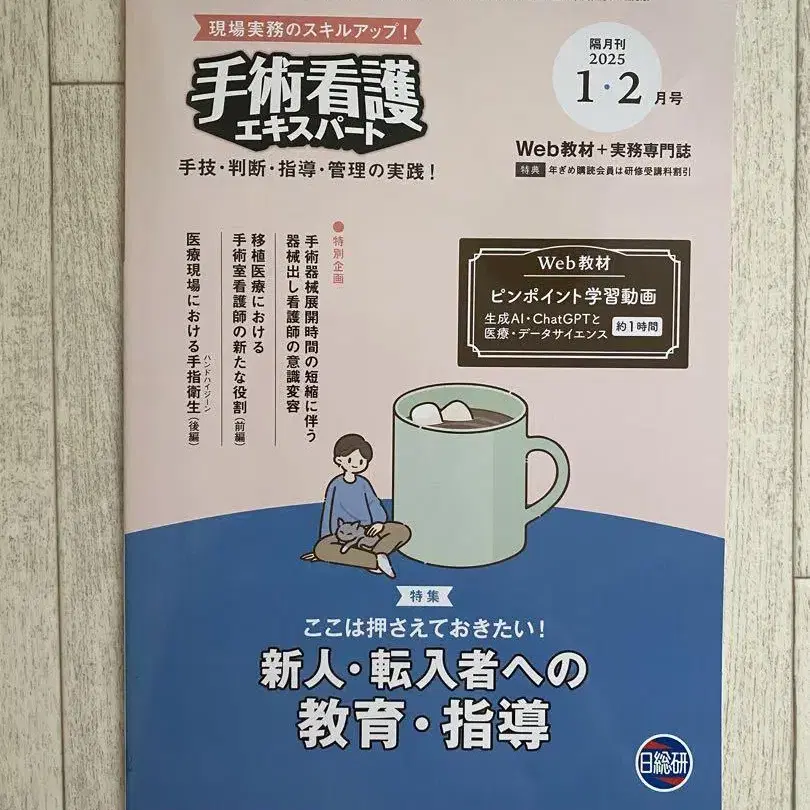 現場実務のスキルアップ!
手術看護
エキスパート
手技・判断・指導・管理の実践!
隔月刊
2025
1・2月号
Web教材+実務専門誌
特典 年ぎめ購読会員は研修受講料割引
●特別企画
手術器械展開時間の短縮に伴う
器械出し看護師の意識変容
移植医療における
手術室看護師の新たな役割(前編)
医療現場における手指衛生(後編)
ハンドハイジーン
Web教材
ピンポイント学習動画
生成AI・ChatGPTと
医療・データサイエンス
約1時間
特集
ここは押さえておきたい!
新人・転入者への
教育・指導
日総研